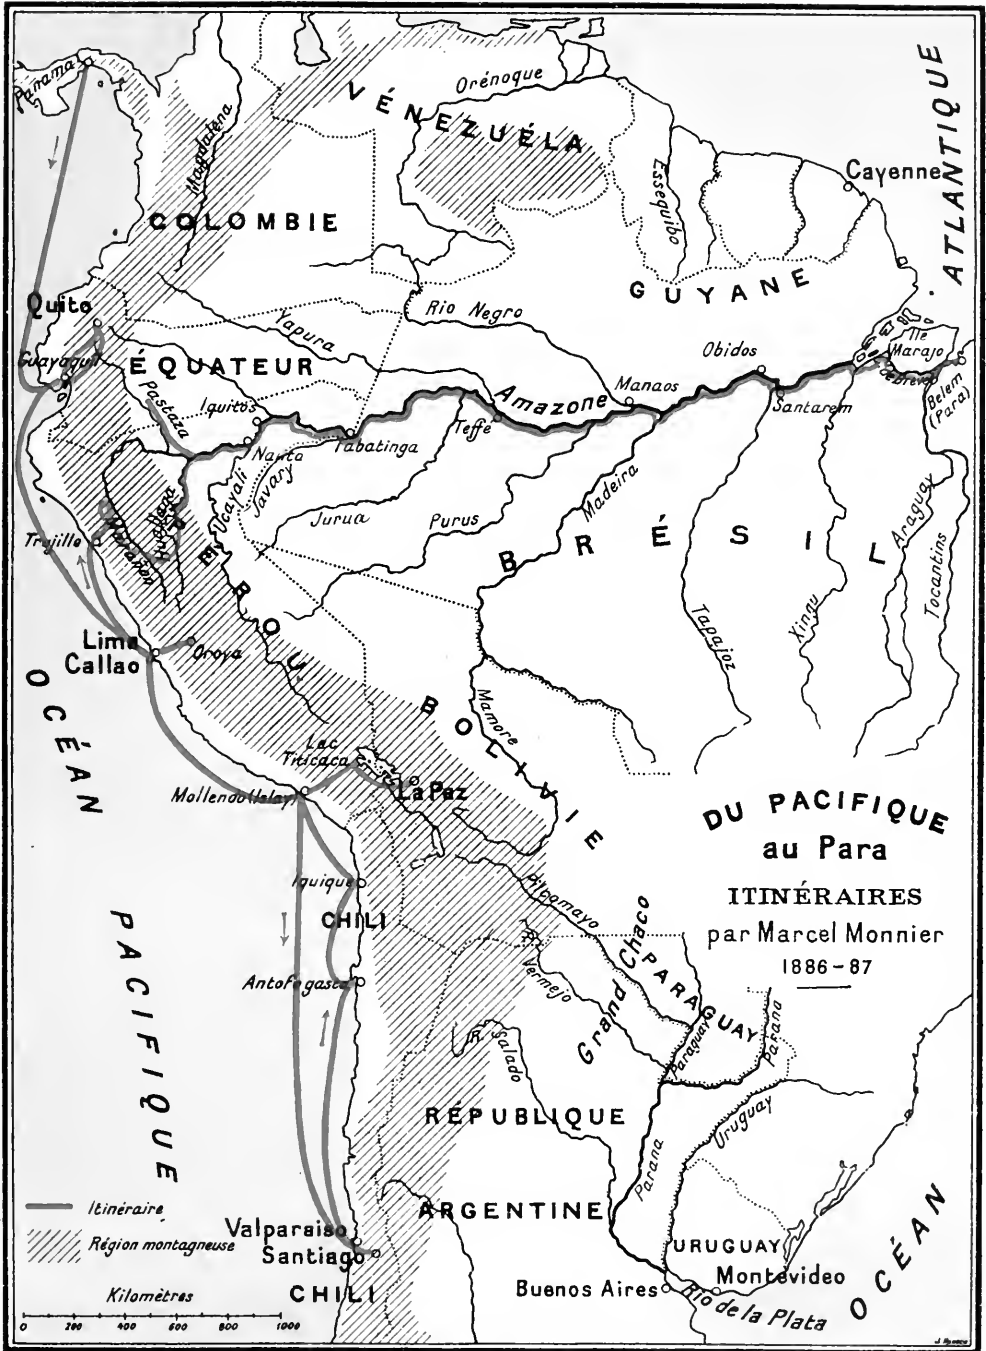 Panama
Magdaléna
VÉNEZUÉLA
Orénoque
Essequibo
Cayenne
ATLANTIQUE
COLOMBIE
GUYANE
Quito
Guayaquil
ÉQUATEUR
Yapura
Rio Negro
Obidos
Ile
Marajo
Belem
(Para)
Pastaza
Iquitos
Amazone
Manaos
Santarem
Nauta
Tabatinga
Teffé
Ucayali
Javary
Huallaga
Marañon
Jurua
Purus
Madeira
BRÉSIL
Araguay
Tocantins
Xingu
Tapajoz
Trujillo
PÉROU
Lima
Callao
Oroya
OCÉAN
PACIFIQUE
Lac
Titicaca
La Paz
Mollendo (Islay)
BOLIVIE
Mamore
DU PACIFIQUE
au Para
ITINÉRAIRES
par Marcel Monnier
1886-87
Iquique
CHILI
Antofogasta
Pilcomayo
Grand Chaco
PARAGUAY
R. Vermejo
Paraguay
Parana
R. Salado
RÉPUBLIQUE
ARGENTINE
Uruguay
Parana
URUGUAY
Montévideo
Buenos Aires
Rio de la Plata
OCÉAN
Valparaiso
Santiago
CHILI
Itinéraire
Région montagneuse
Kilomètres
0 200 400 600 800 1000